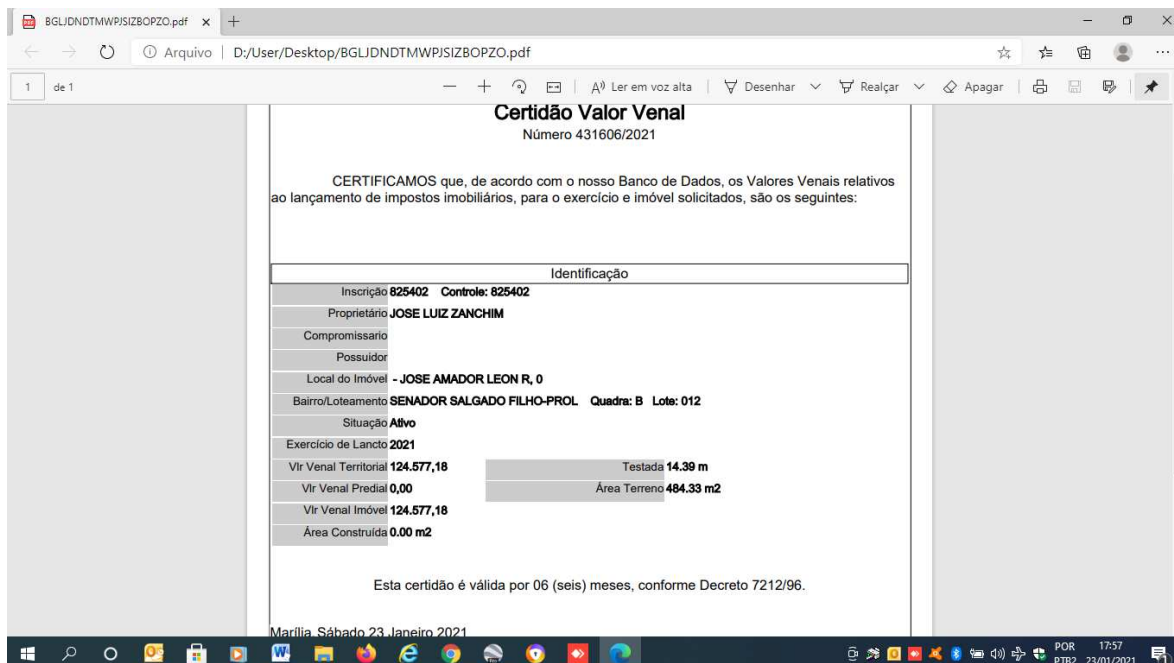 BGLJDNDTMWPJSIZBOPZO.pdf
Arquivo D:/User/Desktop/BGLJDNDTMWPJSIZBOPZO.pdf
1 de 1 Ler em voz alta Desenhar Realçar Apagar
Certidão Valor Venal
Número 431606/2021
CERTIFICAMOS que, de acordo com o nosso Banco de Dados, os Valores Venais relativos
ao lançamento de impostos imobiliários, para o exercício e imóvel solicitados, são os seguintes:
Identificação
Inscrição 825402 Controle: 825402
Proprietário JOSE LUIZ ZANCHIM
Compromissario
Possuidor
Local do Imóvel - JOSE AMADOR LEON R, 0
Bairro/Loteamento SENADOR SALGADO FILHO-PROL Quadra: B Lote: 012
Situação Ativo
Exercício de Lancto 2021
Vlr Venal Territorial 124.577,18 Testada 14.39 m
Vlr Venal Predial 0,00 Área Terreno 484.33 m2
Vlr Venal Imóvel 124.577,18
Área Construída 0.00 m2
Esta certidão é válida por 06 (seis) meses, conforme Decreto 7212/96.
Marília, Sábado 23 Janeiro 2021
POR 17:57
PTB2 23/01/2021